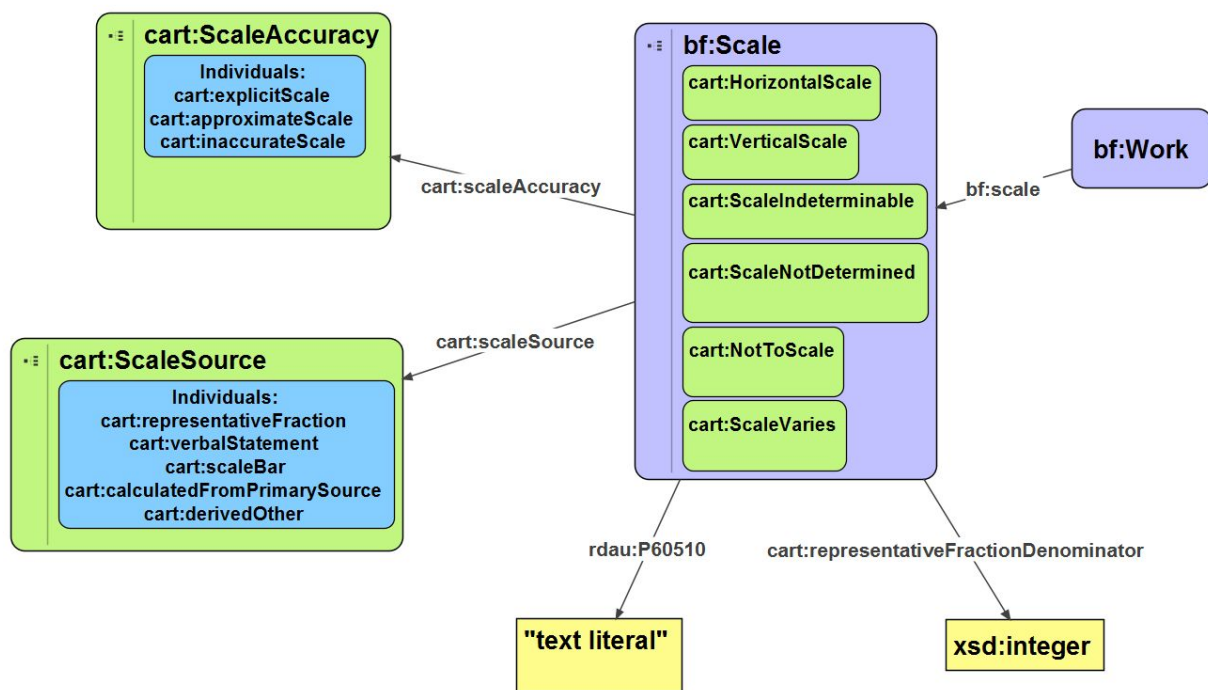 cart:ScaleAccuracy
Individuals:
cart:explicitScale
cart:approximateScale
cart:inaccurateScale
cart:scaleAccuracy
bf:Scale
cart:HorizontalScale
cart:VerticalScale
cart:ScaleIndeterminable
cart:ScaleNotDetermined
cart:NotToScale
cart:ScaleVaries
bf:Work
bf:scale
cart:scaleSource
cart:ScaleSource
Individuals:
cart:representativeFraction
cart:verbalStatement
cart:scaleBar
cart:calculatedFromPrimarySource
cart:derivedOther
rdau:P60510
cart:representativeFractionDenominator
"text literal"
xsd:integer